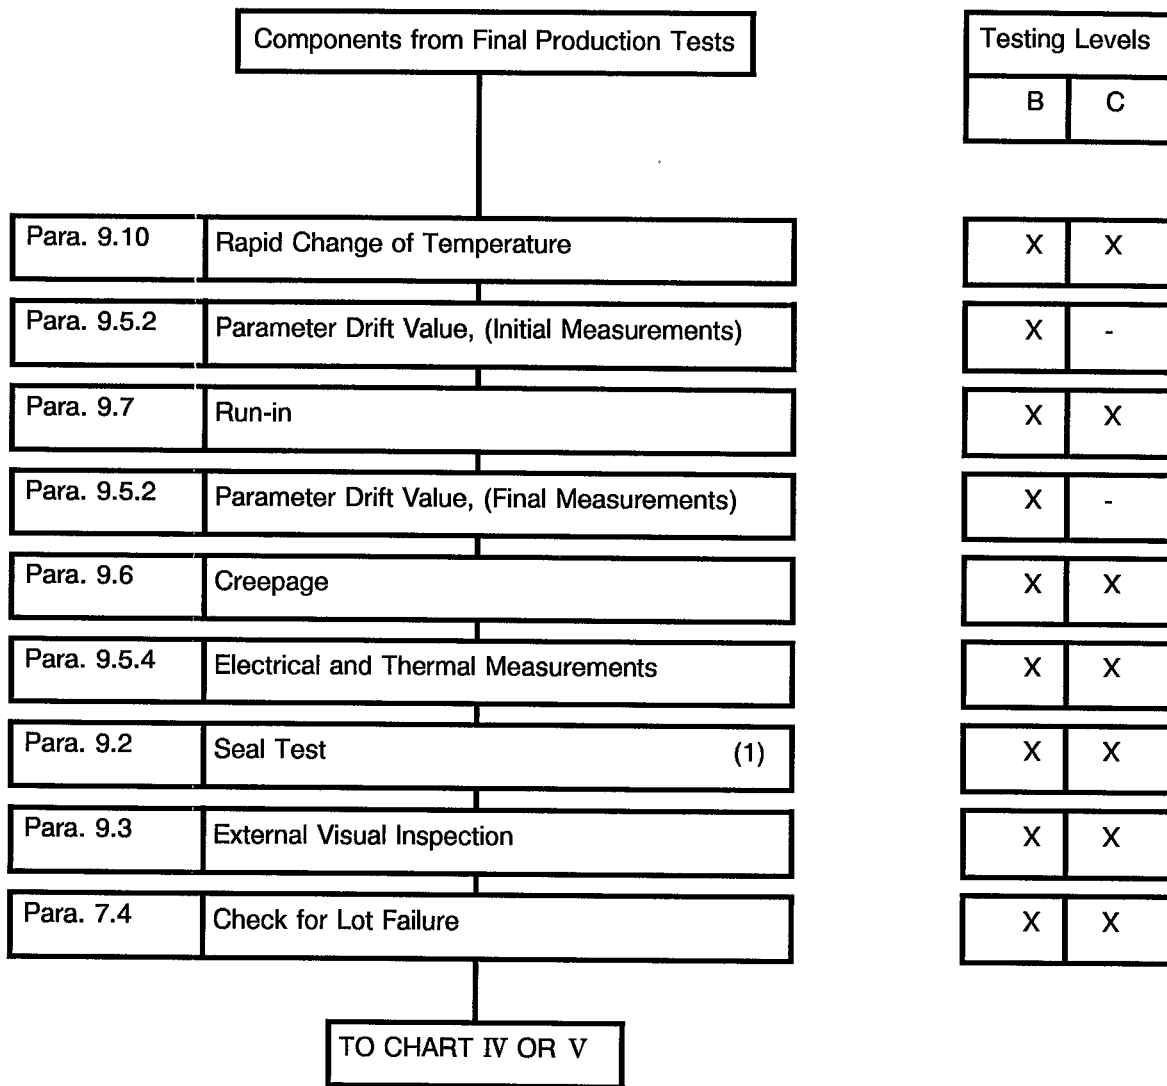 Components from Final Production Tests
Testing Levels
B C
Para. 9.10 Rapid Change of Temperature X X
Para. 9.5.2 Parameter Drift Value, (Initial Measurements) X -
Para. 9.7 Run-in X X
Para. 9.5.2 Parameter Drift Value, (Final Measurements) X -
Para. 9.6 Creepage X X
Para. 9.5.4 Electrical and Thermal Measurements X X
Para. 9.2 Seal Test (1) X X
Para. 9.3 External Visual Inspection X X
Para. 7.4 Check for Lot Failure X X
TO CHART IV OR V